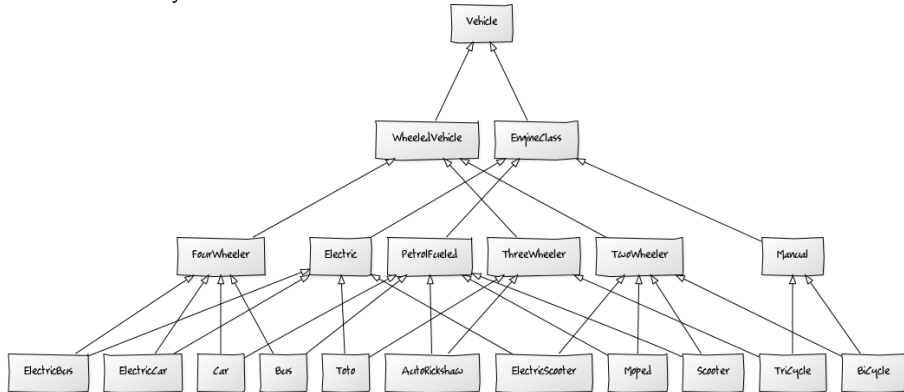 Vehicle
WheeledVehicle EngineClass
FourWheeler Electric PetrolFueled ThreeWheeler TwoWheeler Manual
ElectricBus ElectricCar Car Bus Toto AutoRickshaw ElectricScooter Moped Scooter TriCycle BiCycle